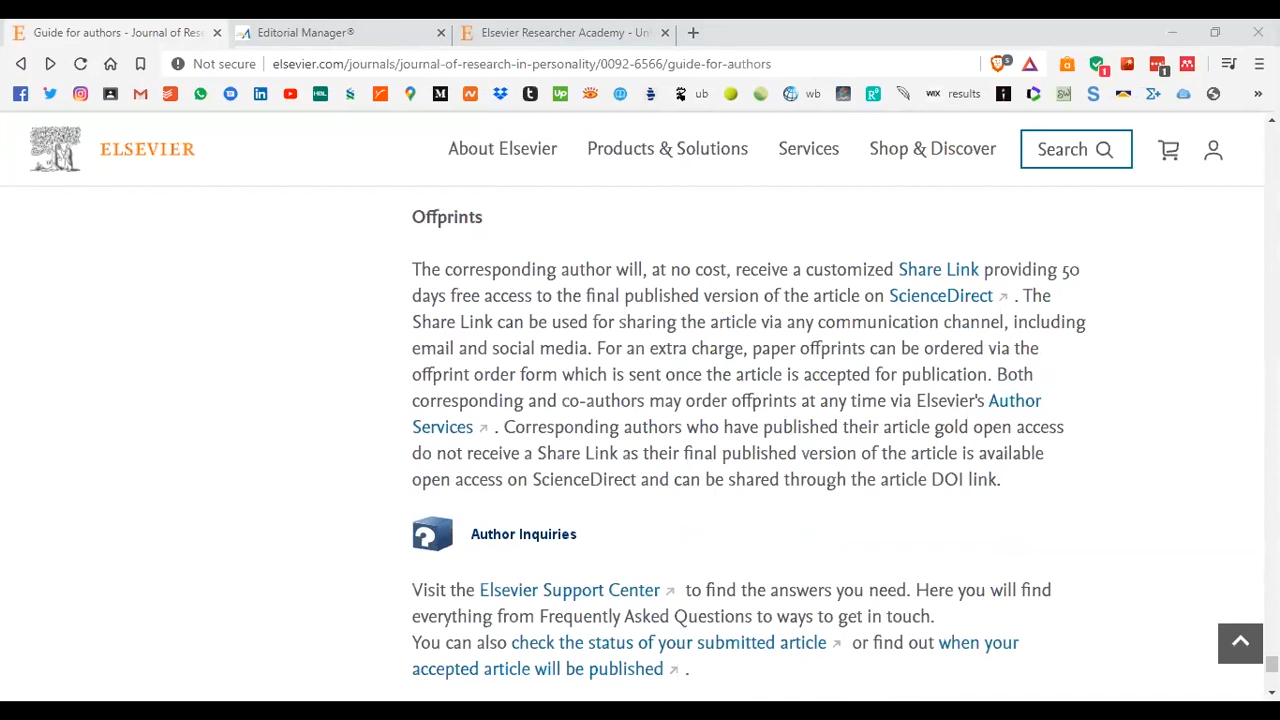 Guide for authors - Journal of Res
Editorial Manager®
Elsevier Researcher Academy - Un
Not secure
elsevier.com/journals/journal-of-research-in-personality/0092-6566/guide-for-authors
5
1
1
HBL
M
t
Up
ub
wb
R
WIX
results
SW
S
Σ+
»
ELSEVIER
About Elsevier
Products & Solutions
Services
Shop & Discover
Search
Offprints
The corresponding author will, at no cost, receive a customized Share Link providing 50
days free access to the final published version of the article on ScienceDirect . The
Share Link can be used for sharing the article via any communication channel, including
email and social media. For an extra charge, paper offprints can be ordered via the
offprint order form which is sent once the article is accepted for publication. Both
corresponding and co-authors may order offprints at any time via Elsevier's Author
Services . Corresponding authors who have published their article gold open access
do not receive a Share Link as their final published version of the article is available
open access on ScienceDirect and can be shared through the article DOI link.
?
Author Inquiries
Visit the Elsevier Support Center to find the answers you need. Here you will find
everything from Frequently Asked Questions to ways to get in touch.
You can also check the status of your submitted article or find out when your
accepted article will be published .